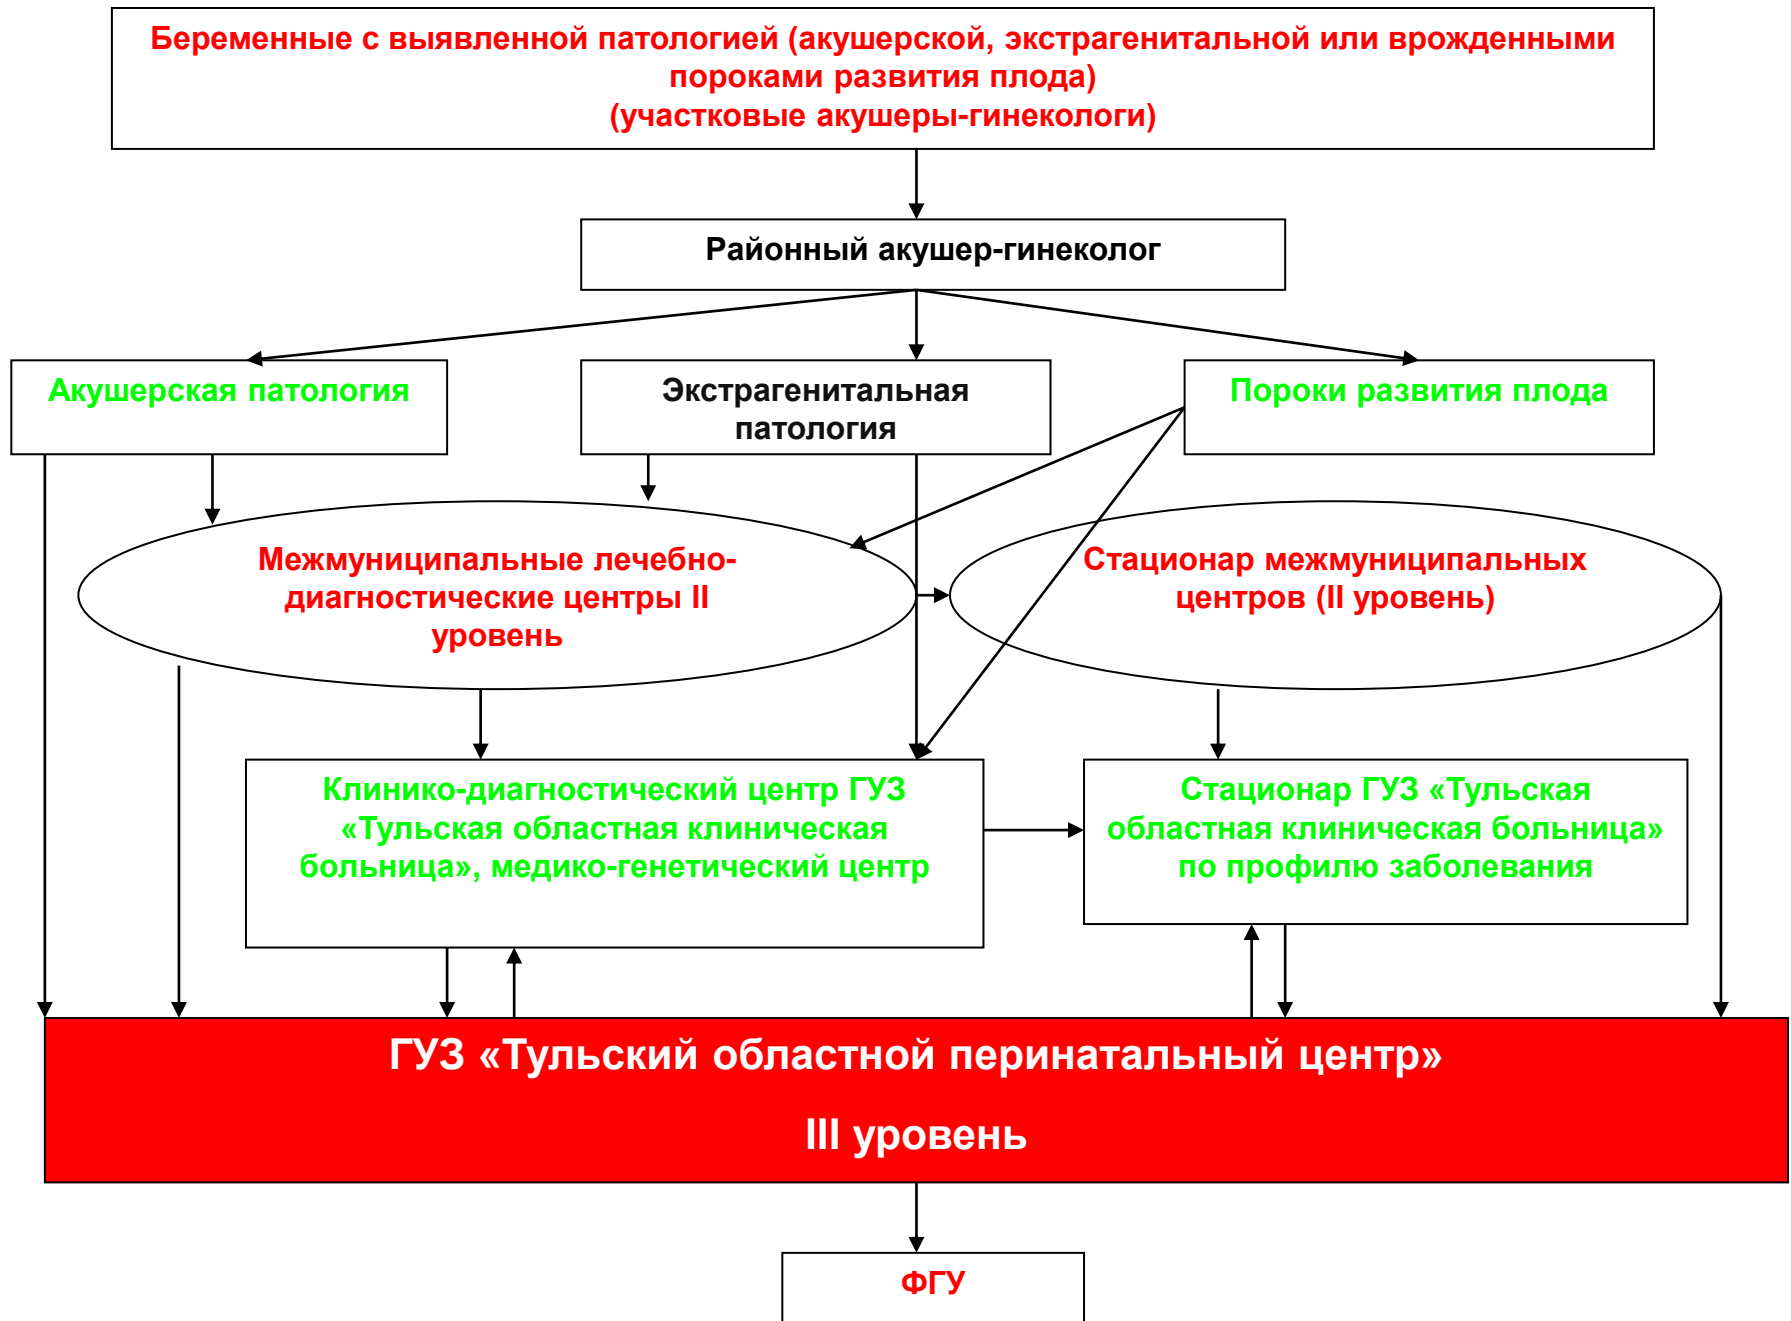 Беременные с выявленной патологией (акушерской, экстрагенитальной или врожденными
пороками развития плода)
(участковые акушеры-гинекологи)
Районный акушер-гинеколог
Акушерская патология
Экстрагенитальная
патология
Пороки развития плода
Межмуниципальные лечебно-
диагностические центры II
уровень
Стационар межмуниципальных
центров (II уровень)
Клинико-диагностический центр ГУЗ
«Тульская областная клиническая
больница», медико-генетический центр
Стационар ГУЗ «Тульская
областная клиническая больница»
по профилю заболевания
ГУЗ «Тульский областной перинатальный центр»
III уровень
ФГУ